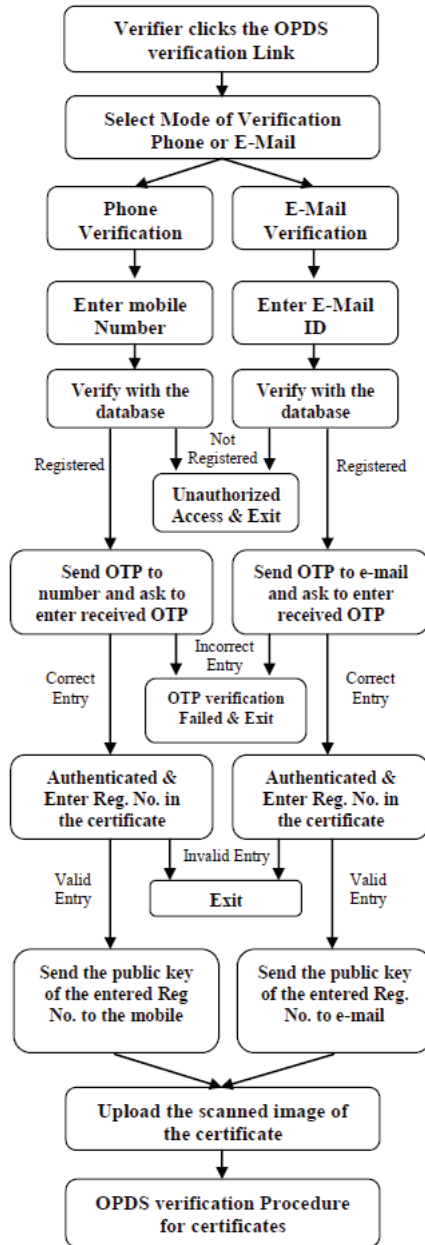 Verifier clicks the OPDS
verification Link
Select Mode of Verification
Phone or E-Mail
Phone
Verification
E-Mail
Verification
Enter mobile
Number
Enter E-Mail
ID
Verify with the
database
Verify with the
database
Registered
Not
Registered
Registered
Unauthorized
Access & Exit
Send OTP to
number and ask to
enter received OTP
Send OTP to e-mail
and ask to enter
received OTP
Correct
Entry
Incorrect
Entry
Correct
Entry
OTP verification
Failed & Exit
Authenticated &
Enter Reg. No. in
the certificate
Authenticated &
Enter Reg. No. in
the certificate
Valid
Entry
Invalid Entry
Valid
Entry
Exit
Send the public key
of the entered Reg
No. to the mobile
Send the public key
of the entered Reg.
No. to e-mail
Upload the scanned image of
the certificate
OPDS verification Procedure
for certificates